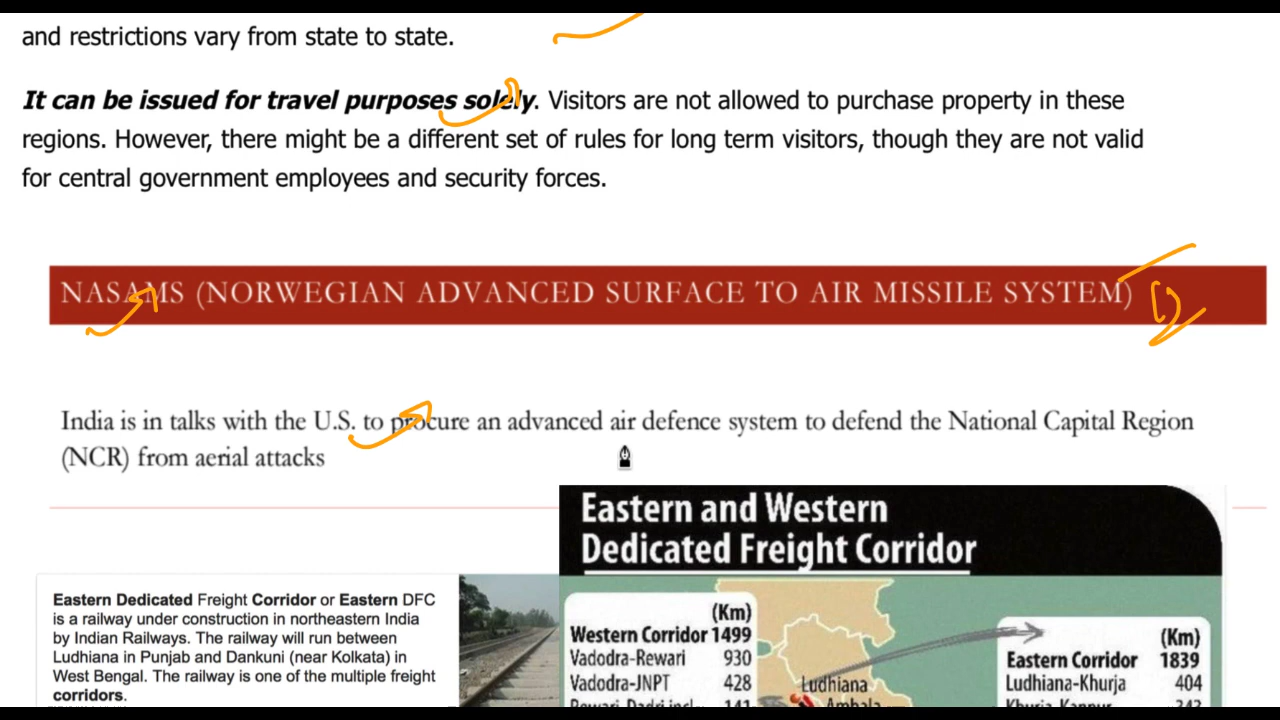 and restrictions vary from state to state.
It can be issued for travel purposes solely. Visitors are not allowed to purchase property in these
regions. However, there might be a different set of rules for long term visitors, though they are not valid
for central government employees and security forces.
NASAMS (NORWEGIAN ADVANCED SURFACE TO AIR MISSILE SYSTEM)
India is in talks with the U.S. to procure an advanced air defence system to defend the National Capital Region
(NCR) from aerial attacks
Eastern Dedicated Freight Corridor or Eastern DFC
is a railway under construction in northeastern India
by Indian Railways. The railway will run between
Ludhiana in Punjab and Dankuni (near Kolkata) in
West Bengal. The railway is one of the multiple freight
corridors.
Eastern and Western
Dedicated Freight Corridor
(Km)
Western Corridor 1499
Vadodra-Rewari 930
Vadodra-JNPT 428
Rewari-Dadri incl. 141
Ludhiana
Ambala
(Km)
Eastern Corridor 1839
Ludhiana-Khurja 404
Khurja-Kanpur